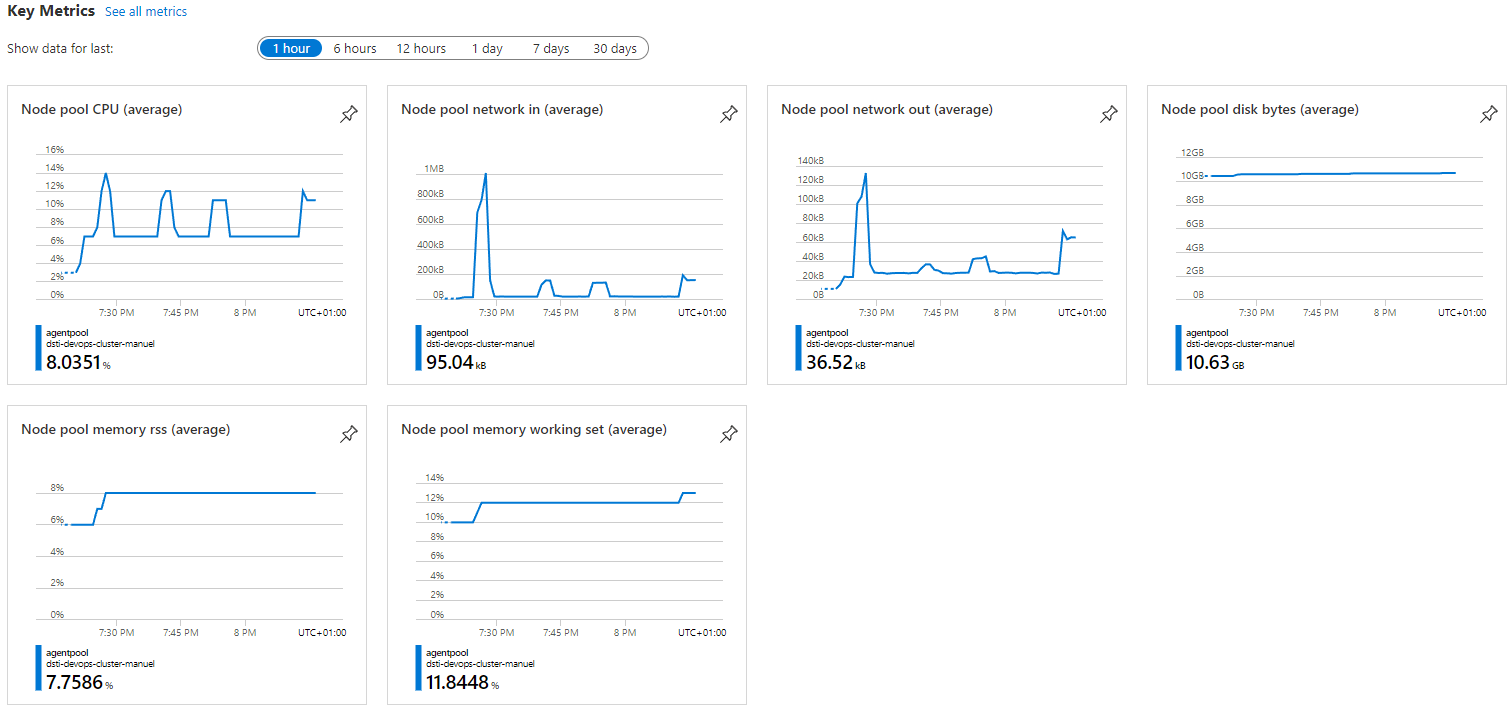 Key Metrics See all metrics
Show data for last: 1 hour 6 hours 12 hours 1 day 7 days 30 days
Node pool CPU (average)
16%
14%
12%
10%
8%
6%
4%
2%
0%
7:30 PM 7:45 PM 8 PM UTC+01:00
agentpool
dsti-devops-cluster-manuel
8.0351 %
Node pool network in (average)
1MB
800kB
600kB
400kB
200kB
0B
7:30 PM 7:45 PM 8 PM UTC+01:00
agentpool
dsti-devops-cluster-manuel
95.04 kB
Node pool network out (average)
140kB
120kB
100kB
80kB
60kB
40kB
20kB
0B
7:30 PM 7:45 PM 8 PM UTC+01:00
agentpool
dsti-devops-cluster-manuel
36.52 kB
Node pool disk bytes (average)
12GB
10GB
8GB
6GB
4GB
2GB
0B
7:30 PM 7:45 PM 8 PM UTC+01:00
agentpool
dsti-devops-cluster-manuel
10.63 GB
Node pool memory rss (average)
8%
6%
4%
2%
0%
7:30 PM 7:45 PM 8 PM UTC+01:00
agentpool
dsti-devops-cluster-manuel
7.7586 %
Node pool memory working set (average)
14%
12%
10%
8%
6%
4%
2%
0%
7:30 PM 7:45 PM 8 PM UTC+01:00
agentpool
dsti-devops-cluster-manuel
11.8448 %